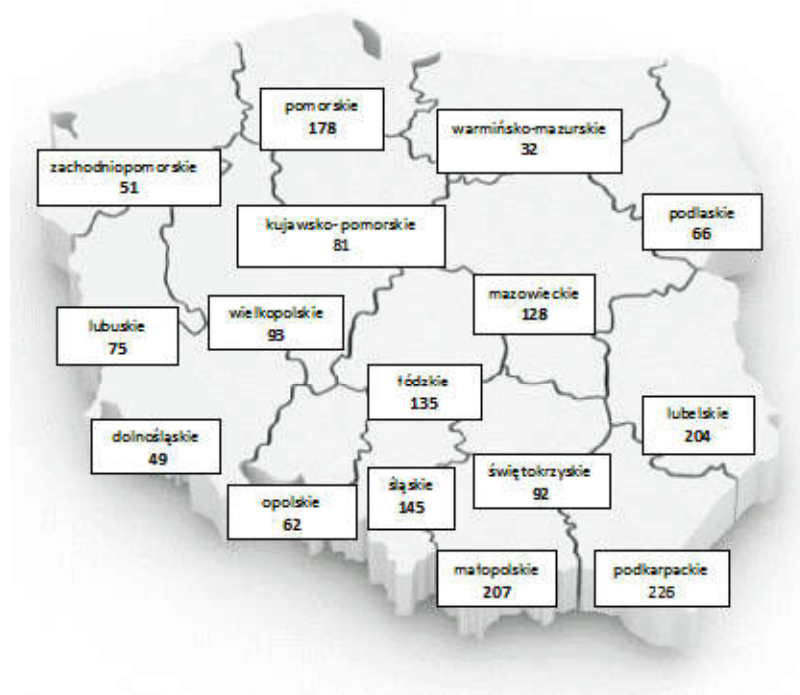 pomorskie
178
warmińsko-mazurskie
32
zachodniopomorskie
51
podlaskie
66
kujawsko-pomorskie
81
mazowieckie
128
wielkopolskie
93
lubuskie
75
łódzkie
135
lubelskie
204
dolnośląskie
49
świętokrzyskie
92
śląskie
145
opolskie
62
małopolskie
207
podkarpackie
226